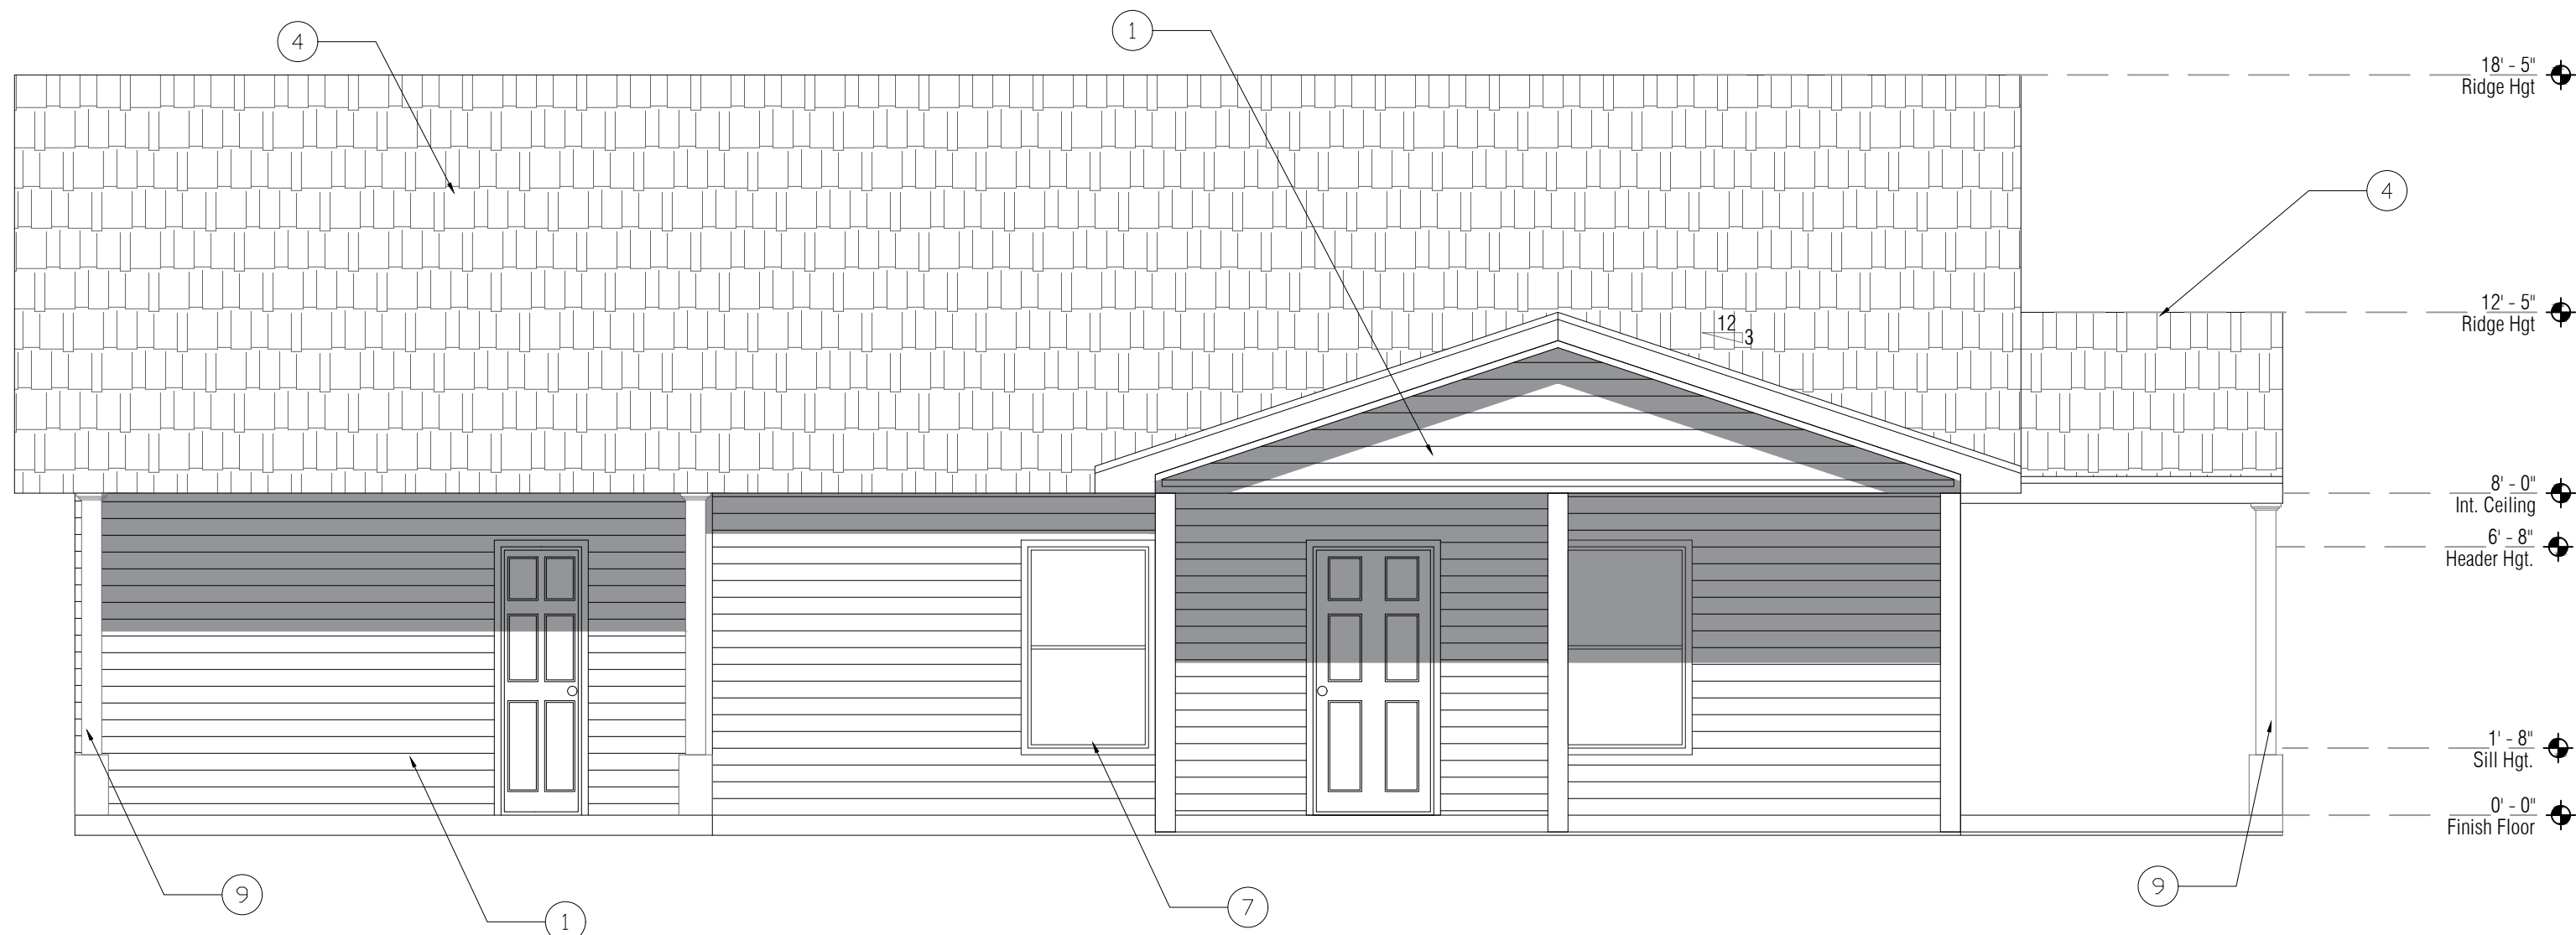 4
1
18' - 5"
Ridge Hgt
4
12' - 5"
Ridge Hgt
12
3
8' - 0"
Int. Ceiling
6' - 8"
Header Hgt.
1' - 8"
Sill Hgt.
0' - 0"
Finish Floor
9
1
7
9